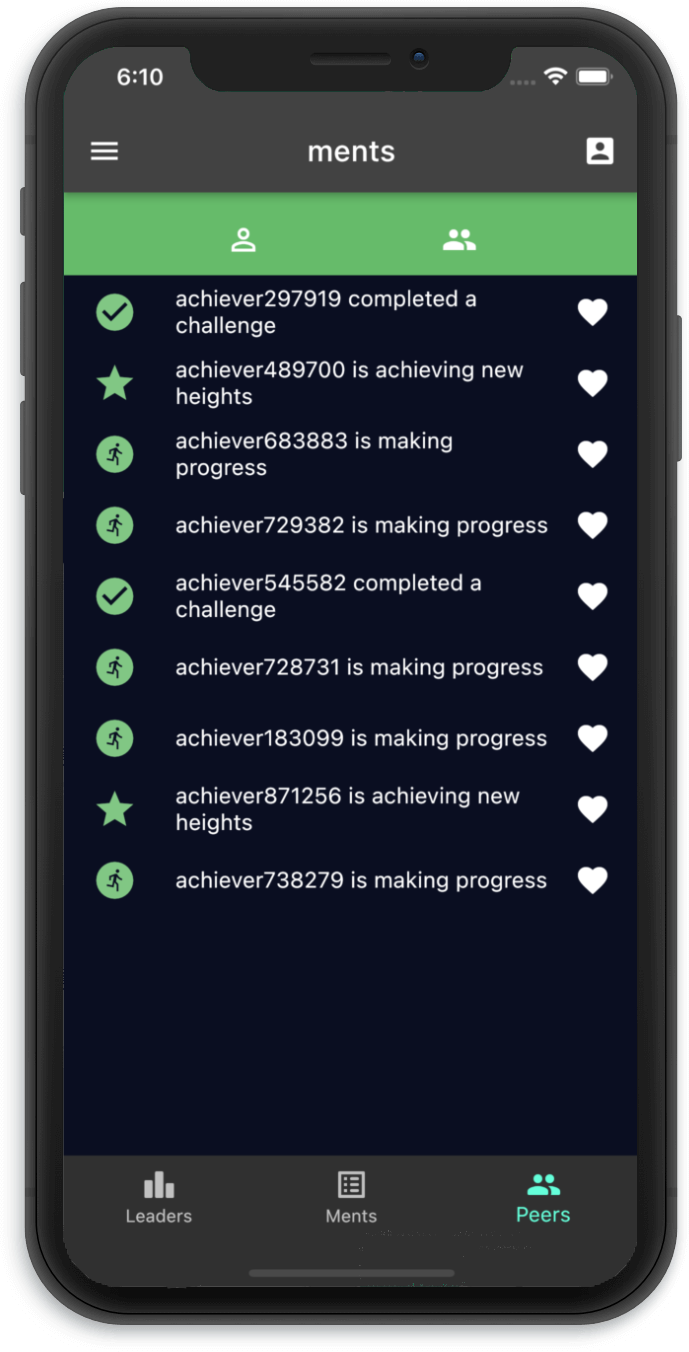 6:10
ments
achiever297919 completed a
challenge
achiever489700 is achieving new
heights
achiever683883 is making
progress
achiever729382 is making progress
achiever545582 completed a
challenge
achiever728731 is making progress
achiever183099 is making progress
achiever871256 is achieving new
heights
achiever738279 is making progress
Leaders
Ments
Peers